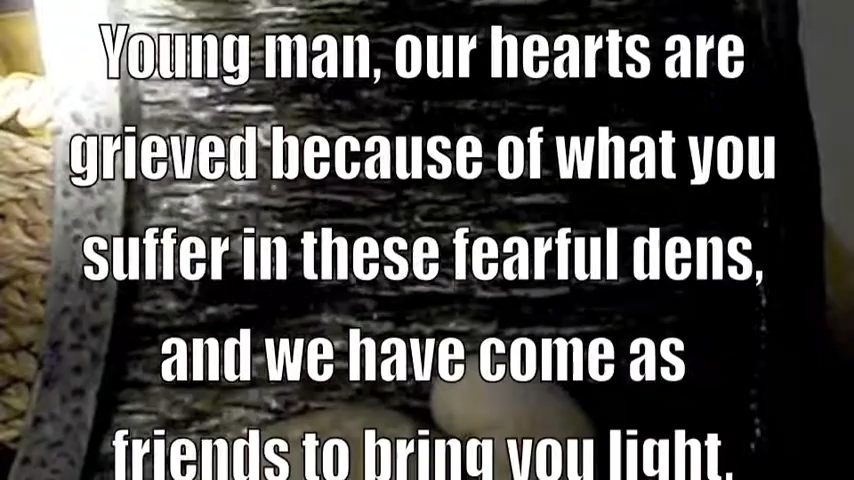 Young man, our hearts are
grieved because of what you
suffer in these fearful dens,
and we have come as
friends to bring you light.